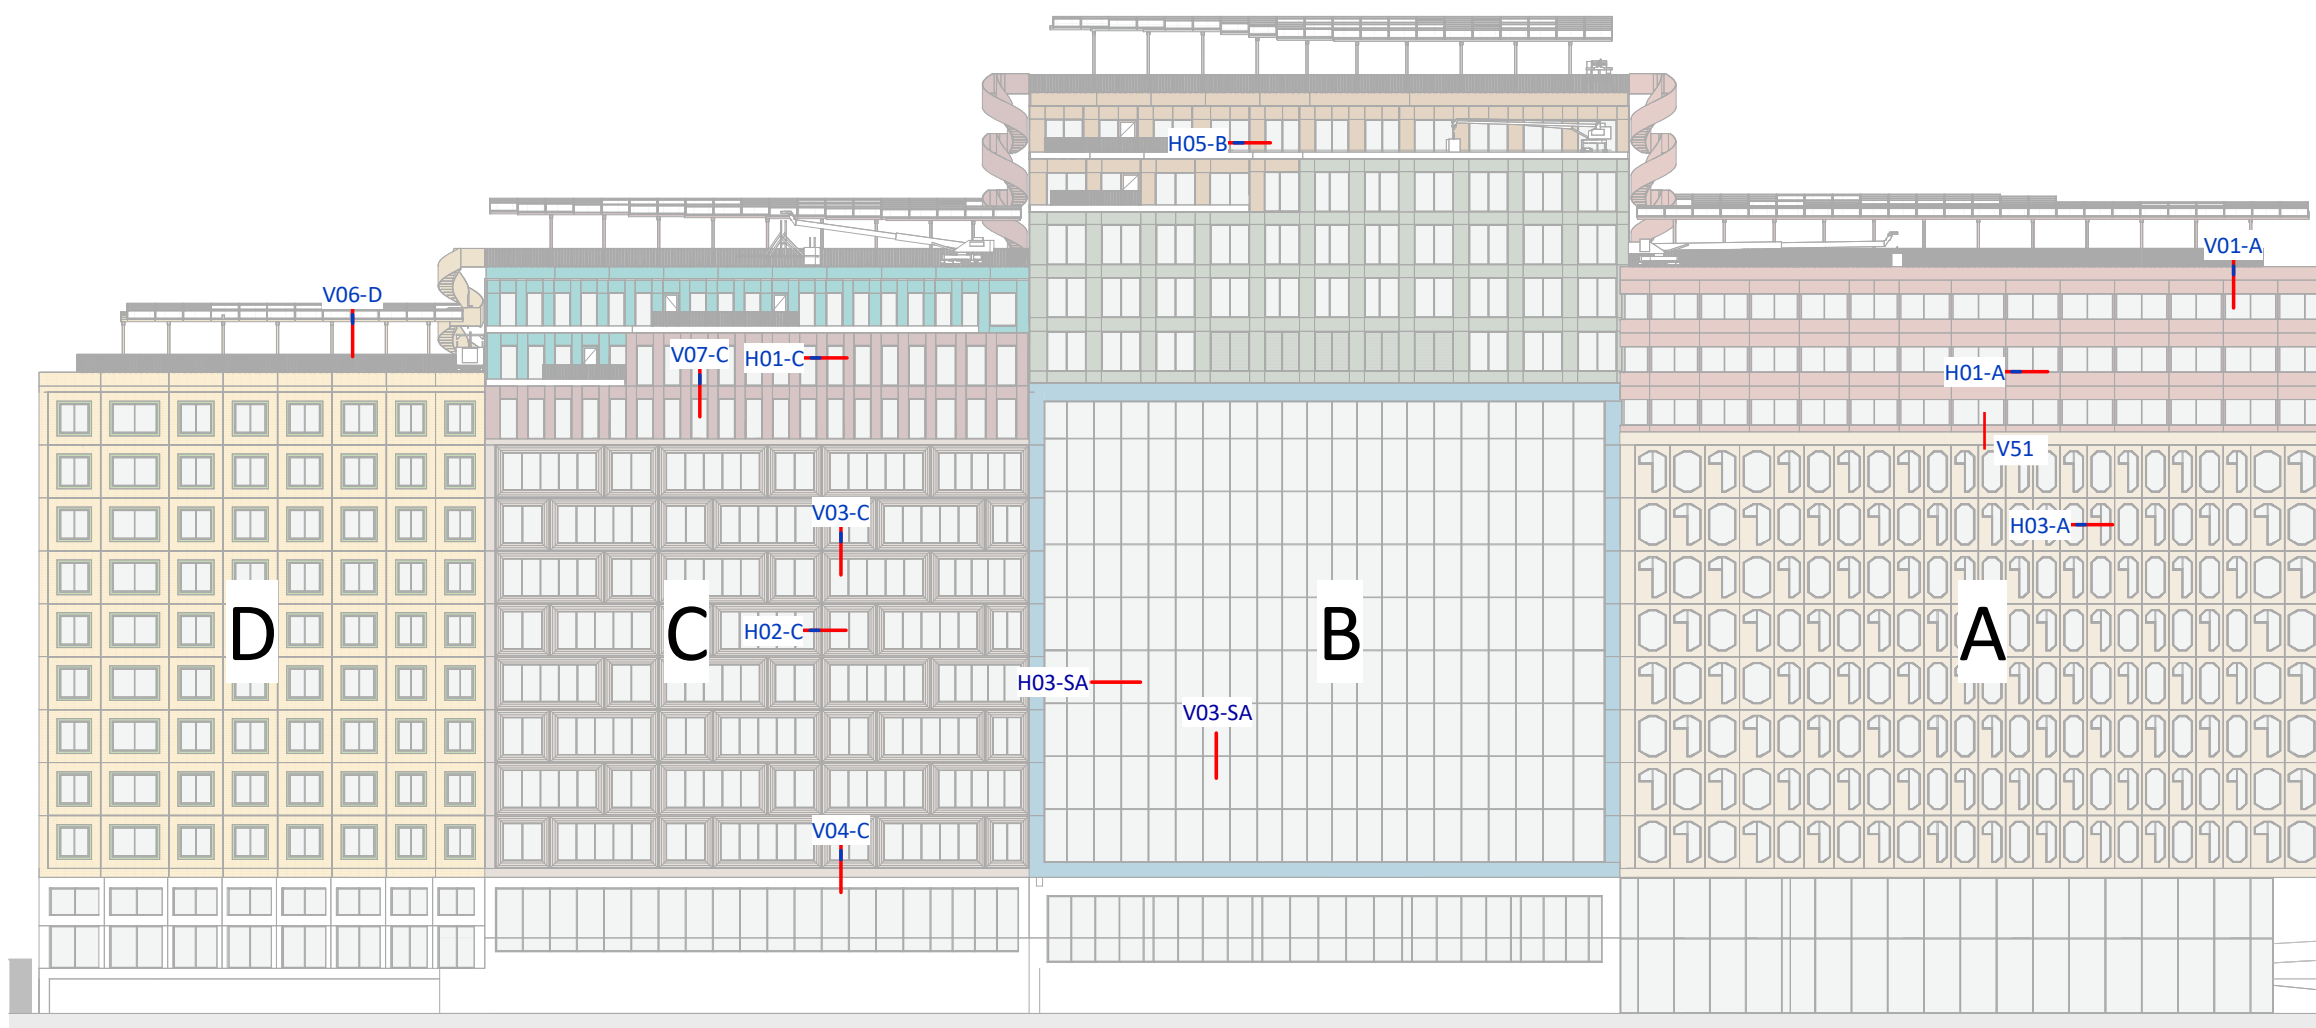 H05-B
V01-A
V06-D
V07-C
H01-C
H01-A
V51
V03-C
H03-A
D
C
H02-C
B
A
H03-SA
V03-SA
V04-C